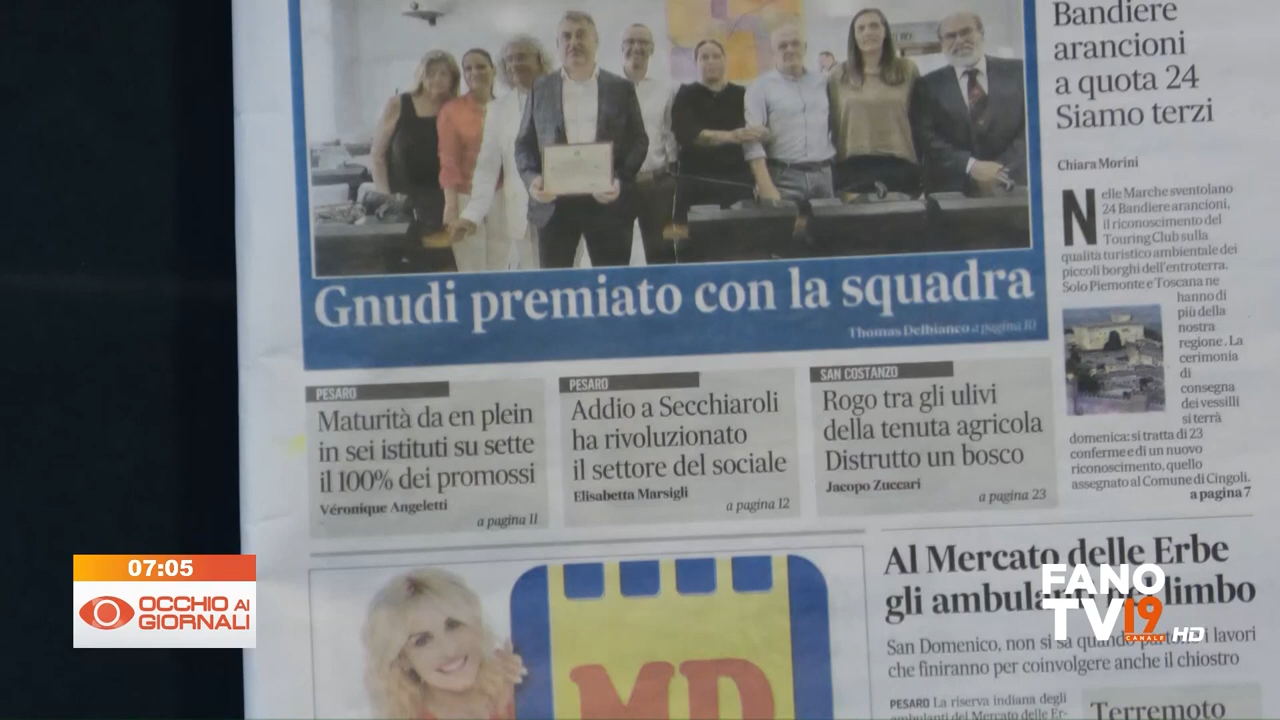 Gnudi premiato con la squadra
Thomas Delbianco a pagina 10
PESARO
Maturità da en plein
in sei istituti su sette
il 100% dei promossi
Véronique Angeletti
a pagina 11
PESARO
Addio a Secchiaroli
ha rivoluzionato
il settore del sociale
Elisabetta Marsigli
a pagina 12
SAN COSTANZO
Rogo tra gli ulivi
della tenuta agricola
Distrutto un bosco
Jacopo Zuccari
a pagina 23
Bandiere
arancioni
a quota 24
Siamo terzi
Chiara Morini
Nelle Marche sventolano
24 Bandiere arancioni,
il riconoscimento del
Touring Club sulla
qualità turistico ambientale dei
piccoli borghi dell'entroterra.
Solo Piemonte e Toscana ne
hanno di
più della
nostra
regione. La
cerimonia
di
consegna
dei vessilli
si terrà
domenica: si tratta di 23
conferme e di un nuovo
riconoscimento, quello
assegnato al Comune di Cingoli.
a pagina 7
MD
Al Mercato delle Erbe
gli limbo
San Domenico, non si sa quando i lavori
che finiranno per coinvolgere anche il chiostro
PESARO La riserva indiana degli
ambulanti del Mercato delle Er-
Terremoto
07:05
OCCHIO AI
GIORNALI
FANO
TV19
CANALE HD